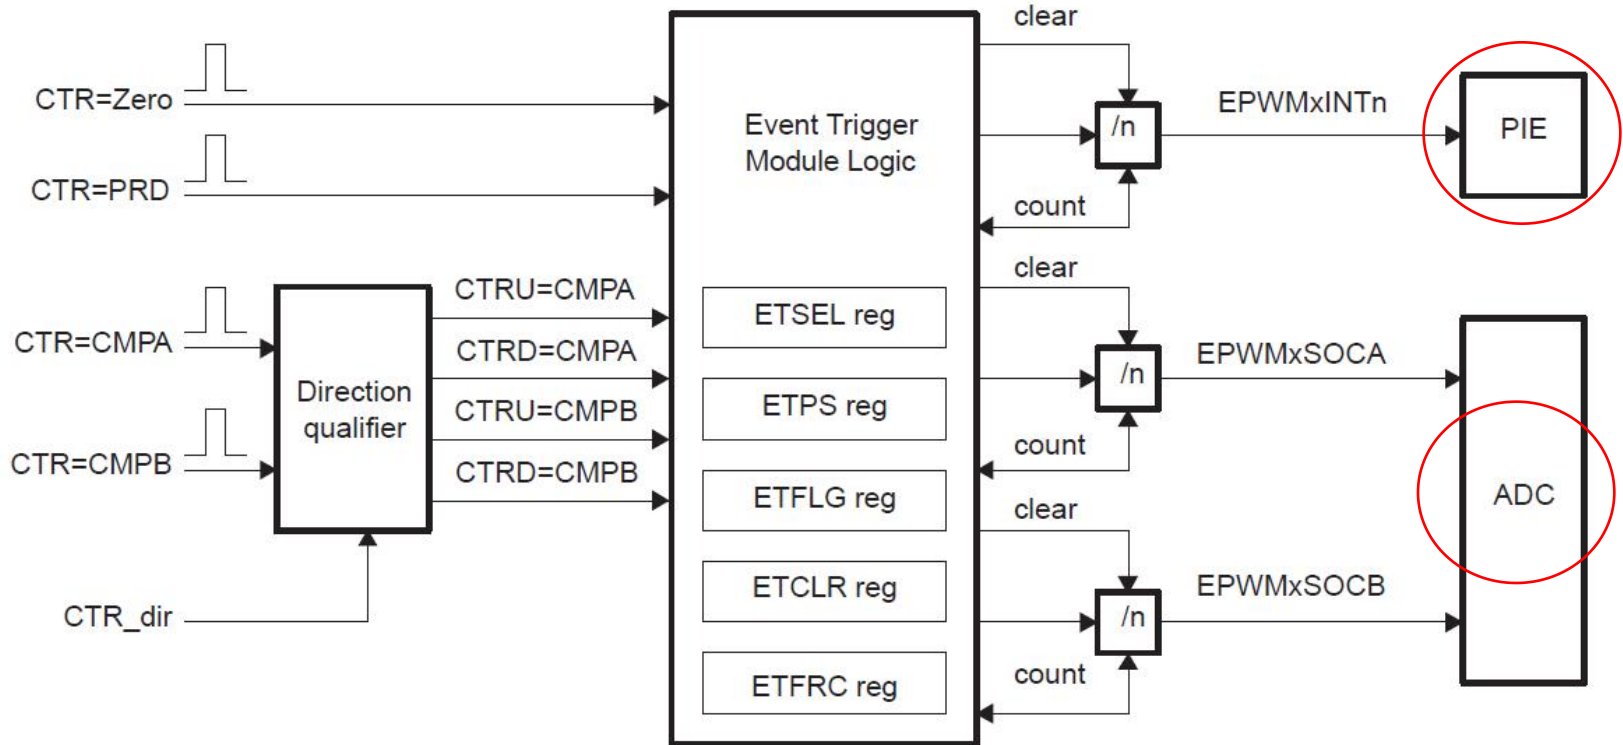 clear
CTR=Zero
EPWMxINTn
Event Trigger
Module Logic
/n
PIE
CTR=PRD
count
clear
CTRU=CMPA
ETSEL reg
CTR=CMPA
CTRD=CMPA
EPWMxSOCA
/n
Direction
qualifier
CTRU=CMPB
ETPS reg
count
CTR=CMPB
CTRD=CMPB
ETFLG reg
ADC
clear
ETCLR reg
EPWMxSOCB
CTR_dir
/n
count
ETFRC reg